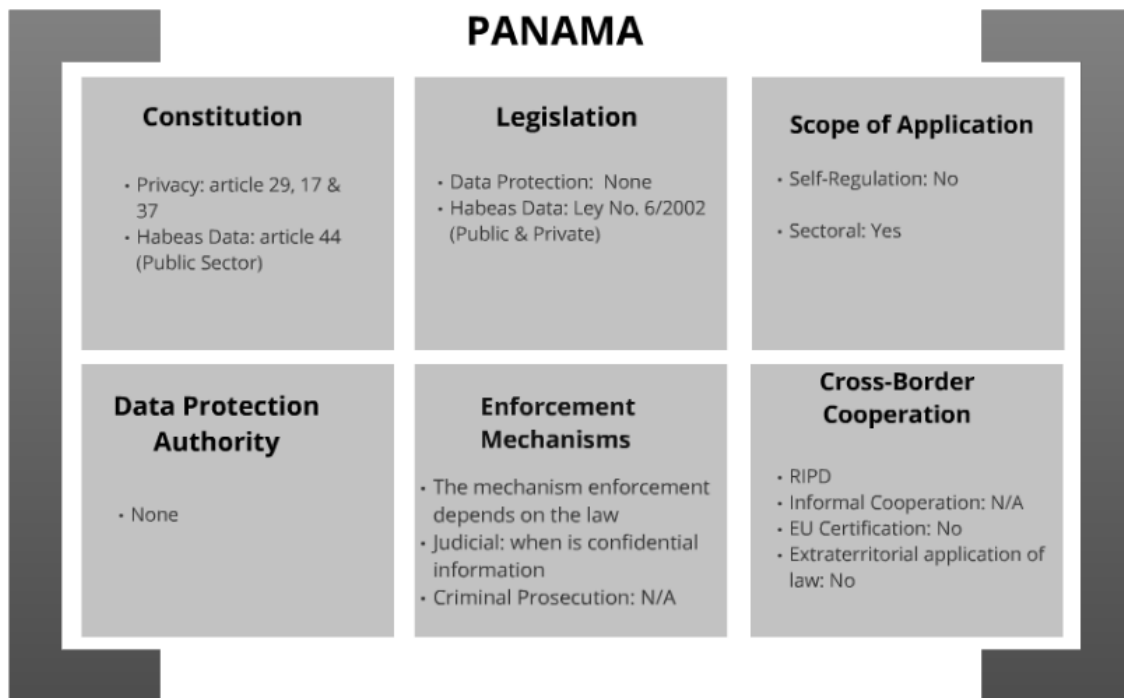 PANAMA
Constitution
• Privacy: article 29, 17 &
37
• Habeas Data: article 44
(Public Sector)
Legislation
• Data Protection: None
• Habeas Data: Ley No. 6/2002
(Public & Private)
Scope of Application
• Self-Regulation: No
• Sectoral: Yes
Data Protection
Authority
• None
Enforcement
Mechanisms
• The mechanism enforcement
depends on the law
• Judicial: when is confidential
information
• Criminal Prosecution: N/A
Cross-Border
Cooperation
• RIPD
• Informal Cooperation: N/A
• EU Certification: No
• Extraterritorial application of
law: No